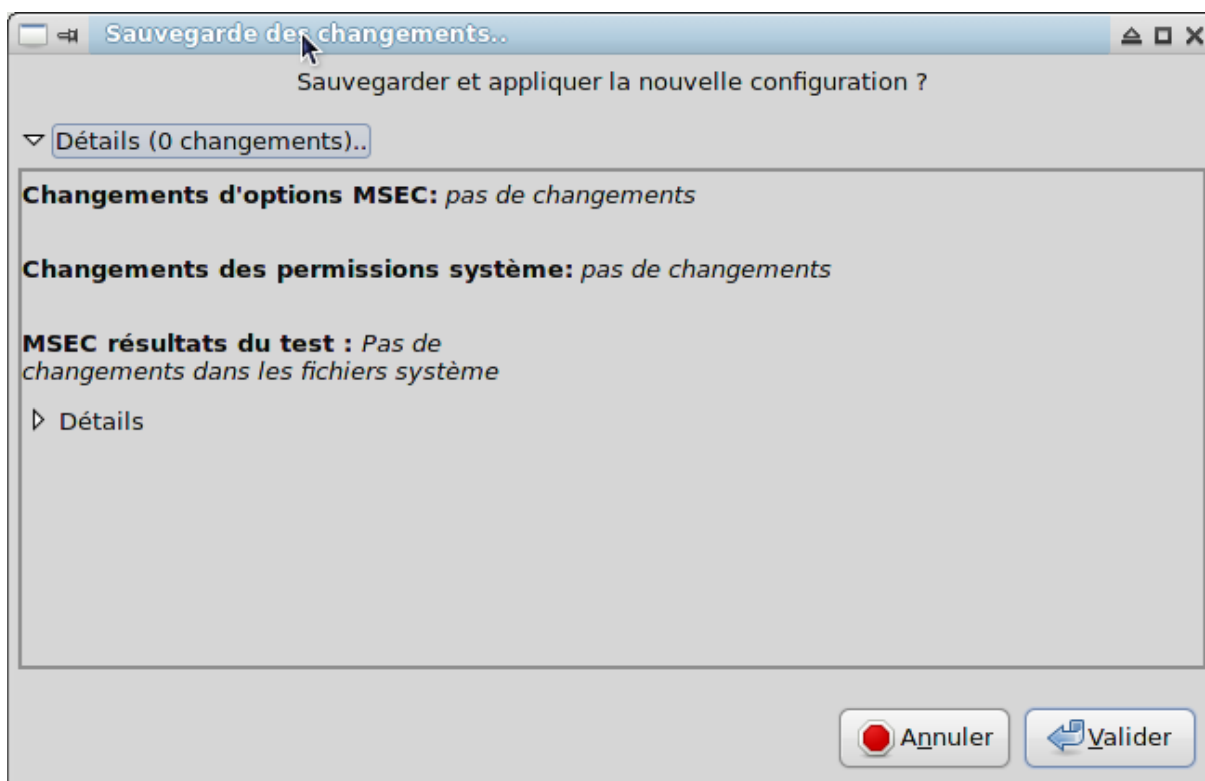 Sauvegarde des changements..
Sauvegarder et appliquer la nouvelle configuration ?
Détails (0 changements)..
Changements d'options MSEC: pas de changements
Changements des permissions système: pas de changements
MSEC résultats du test : Pas de
changements dans les fichiers système
Détails
Annuler
Valider